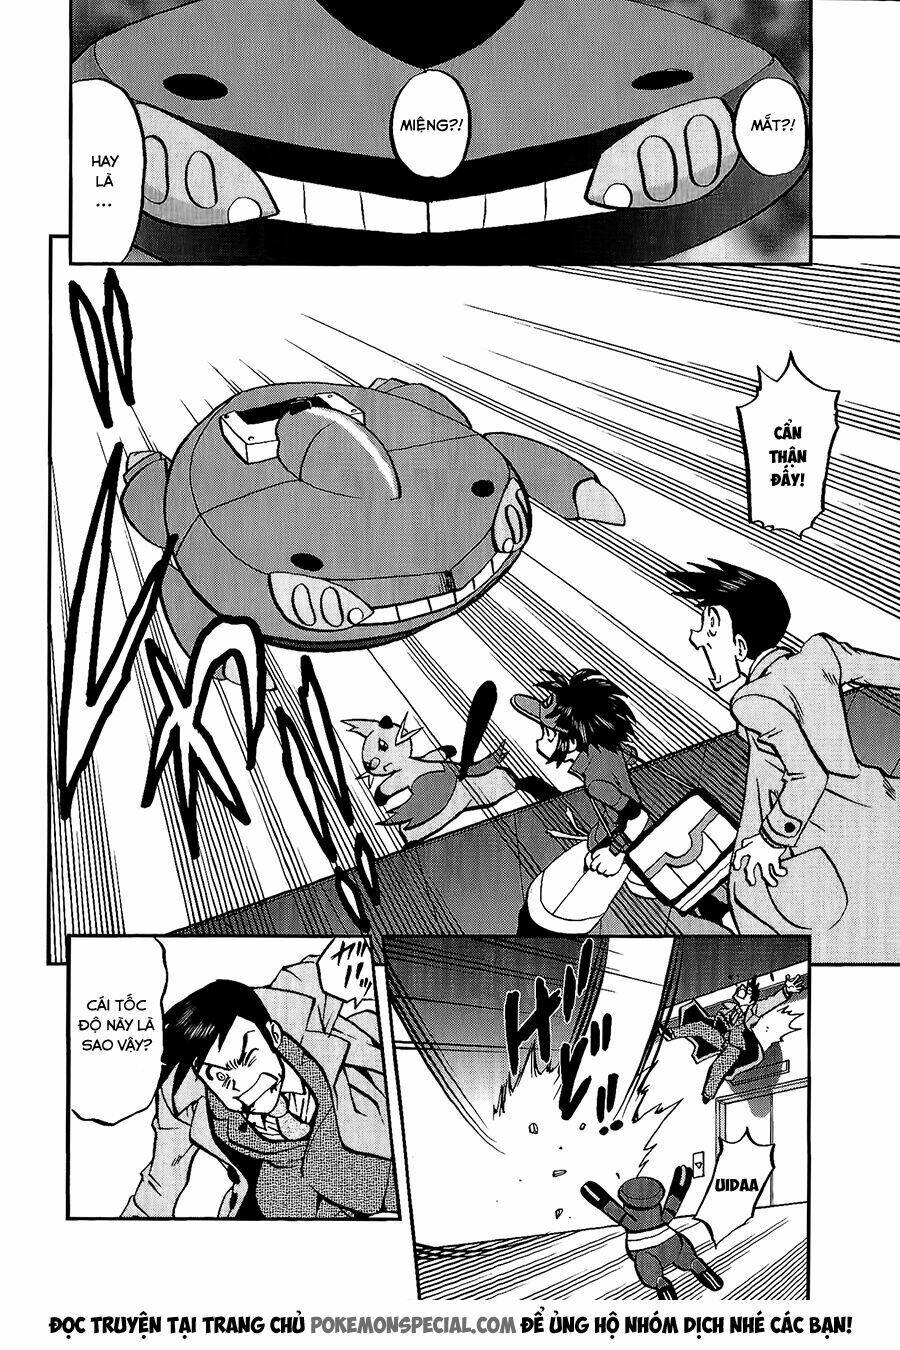 MẮT?!
MIỆNG?!
HAY
LÀ
...
CẨN
THẬN
ĐẤY!
CÁI TỐC
ĐỘ NÀY LÀ
SAO VẬY?
UIDAA
ĐỌC TRUYỆN TẠI TRANG CHỦ POKEMONSPECIAL.COM ĐỂ ỦNG HỘ NHÓM DỊCH NHÉ CÁC BẠN!